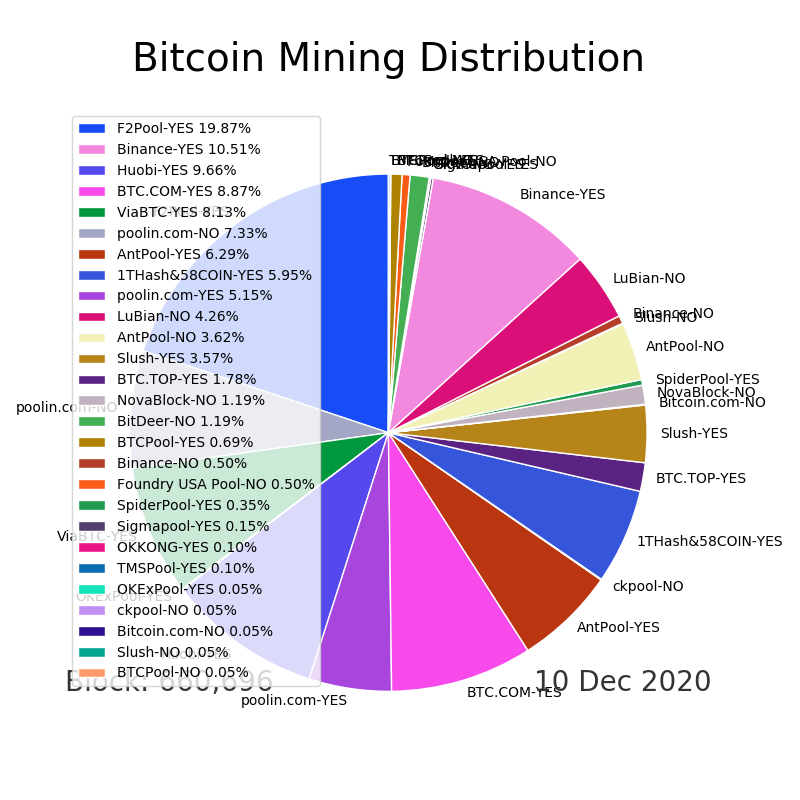 Bitcoin Mining Distribution
F2Pool-YES 19.87%
Binance-YES 10.51%
Huobi-YES 9.66%
BTC.COM-YES 8.87%
ViaBTC-YES 8.13%
poolin.com-NO 7.33%
AntPool-YES 6.29%
1THash&58COIN-YES 5.95%
poolin.com-YES 5.15%
LuBian-NO 4.26%
AntPool-NO 3.62%
Slush-YES 3.57%
BTC.TOP-YES 1.78%
NovaBlock-NO 1.19%
BitDeer-NO 1.19%
BTCPool-YES 0.69%
Binance-NO 0.50%
Foundry USA Pool-NO 0.50%
SpiderPool-YES 0.35%
Sigmapool-YES 0.15%
OKKONG-YES 0.10%
TMSPool-YES 0.10%
OKExPool-YES 0.05%
ckpool-NO 0.05%
Bitcoin.com-NO 0.05%
Slush-NO 0.05%
BTCPool-NO 0.05%
Binance-YES
LuBian-NO
Binance-NO
Slush-NO
AntPool-NO
SpiderPool-YES
NovaBlock-NO
Bitcoin.com-NO
Slush-YES
BTC.TOP-YES
1THash&58COIN-YES
ckpool-NO
AntPool-YES
BTC.COM-YES
poolin.com-YES
OKExPool-YES
ViaBTC-YES
poolin.com-NO
Block: 660,696
10 Dec 2020